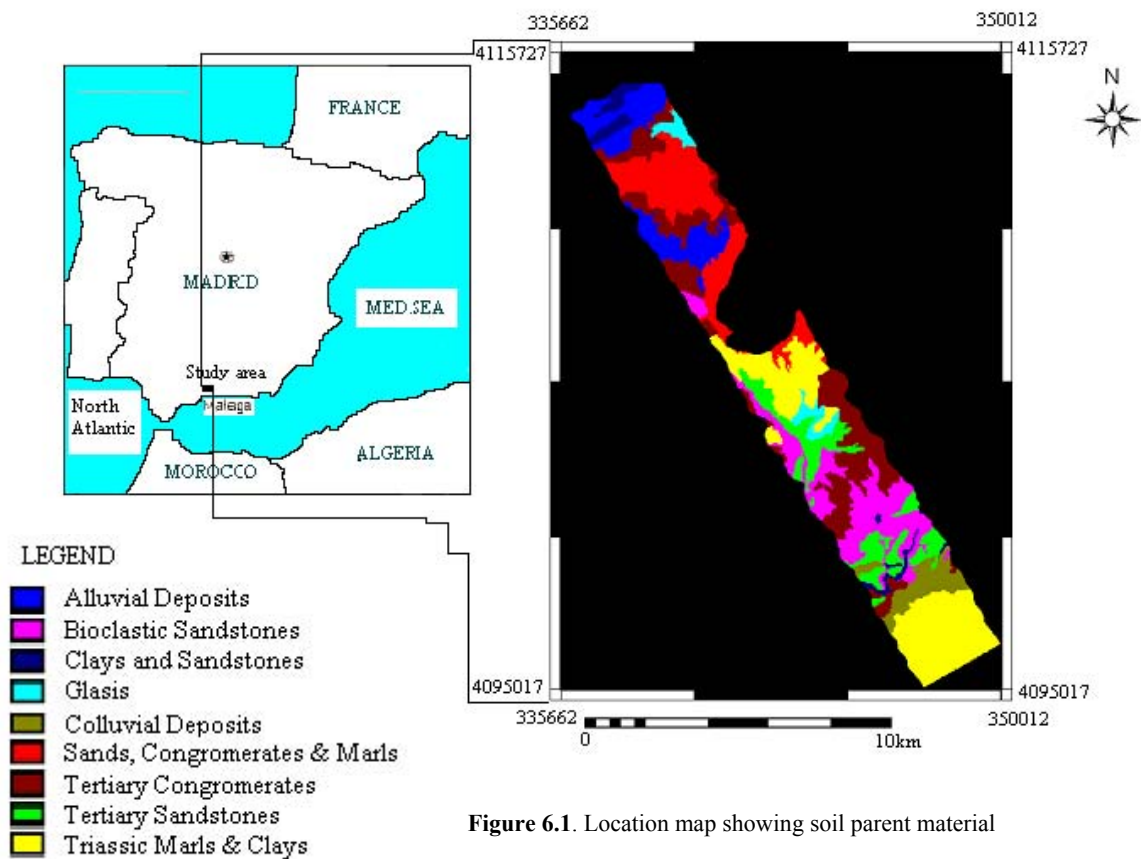 335662
350012
4115727
4115727
N
FRANCE
MADRID
MED.SEA
Study area
Malaga
North
Atlantic
MOROCCO
ALGERIA
LEGEND
Alluvial Deposits
Bioclastic Sandstones
Clays and Sandstones
Glasis
Colluvial Deposits
Sands, Congromerates & Marls
Tertiary Congromerates
Tertiary Sandstones
Triassic Marls & Clays
4095017
4095017
335662
350012
0
10km
Figure 6.1. Location map showing soil parent material